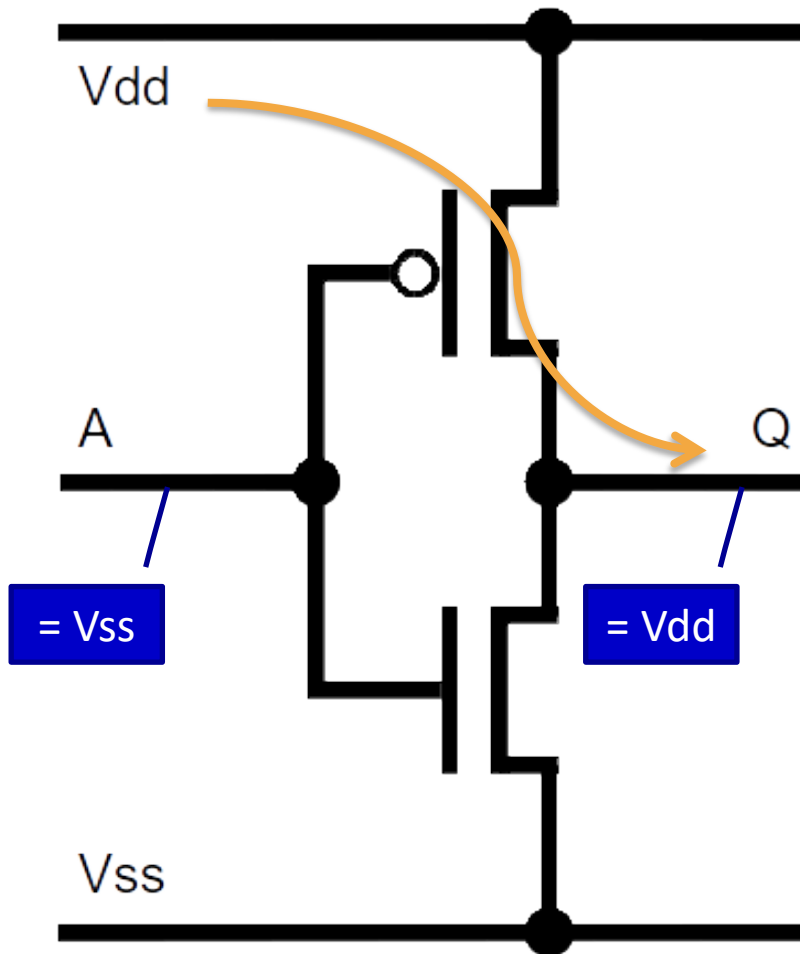 Vdd
A
Q
= Vss
= Vdd
Vss